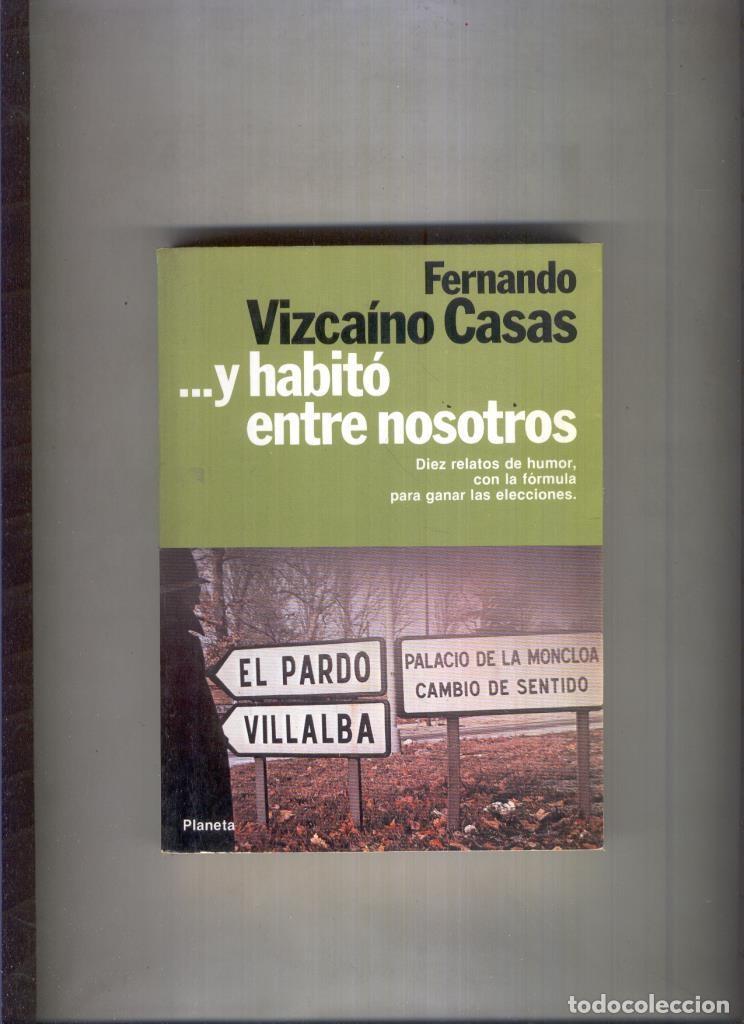 Fernando
Vizcaíno Casas
...y habitó
entre nosotros
Diez relatos de humor,
con la fórmula
para ganar las elecciones.
EL PARDO
VILLALBA
PALACIO DE LA MONCLOA
CAMBIO DE SENTIDO
Planeta
todocoleccion